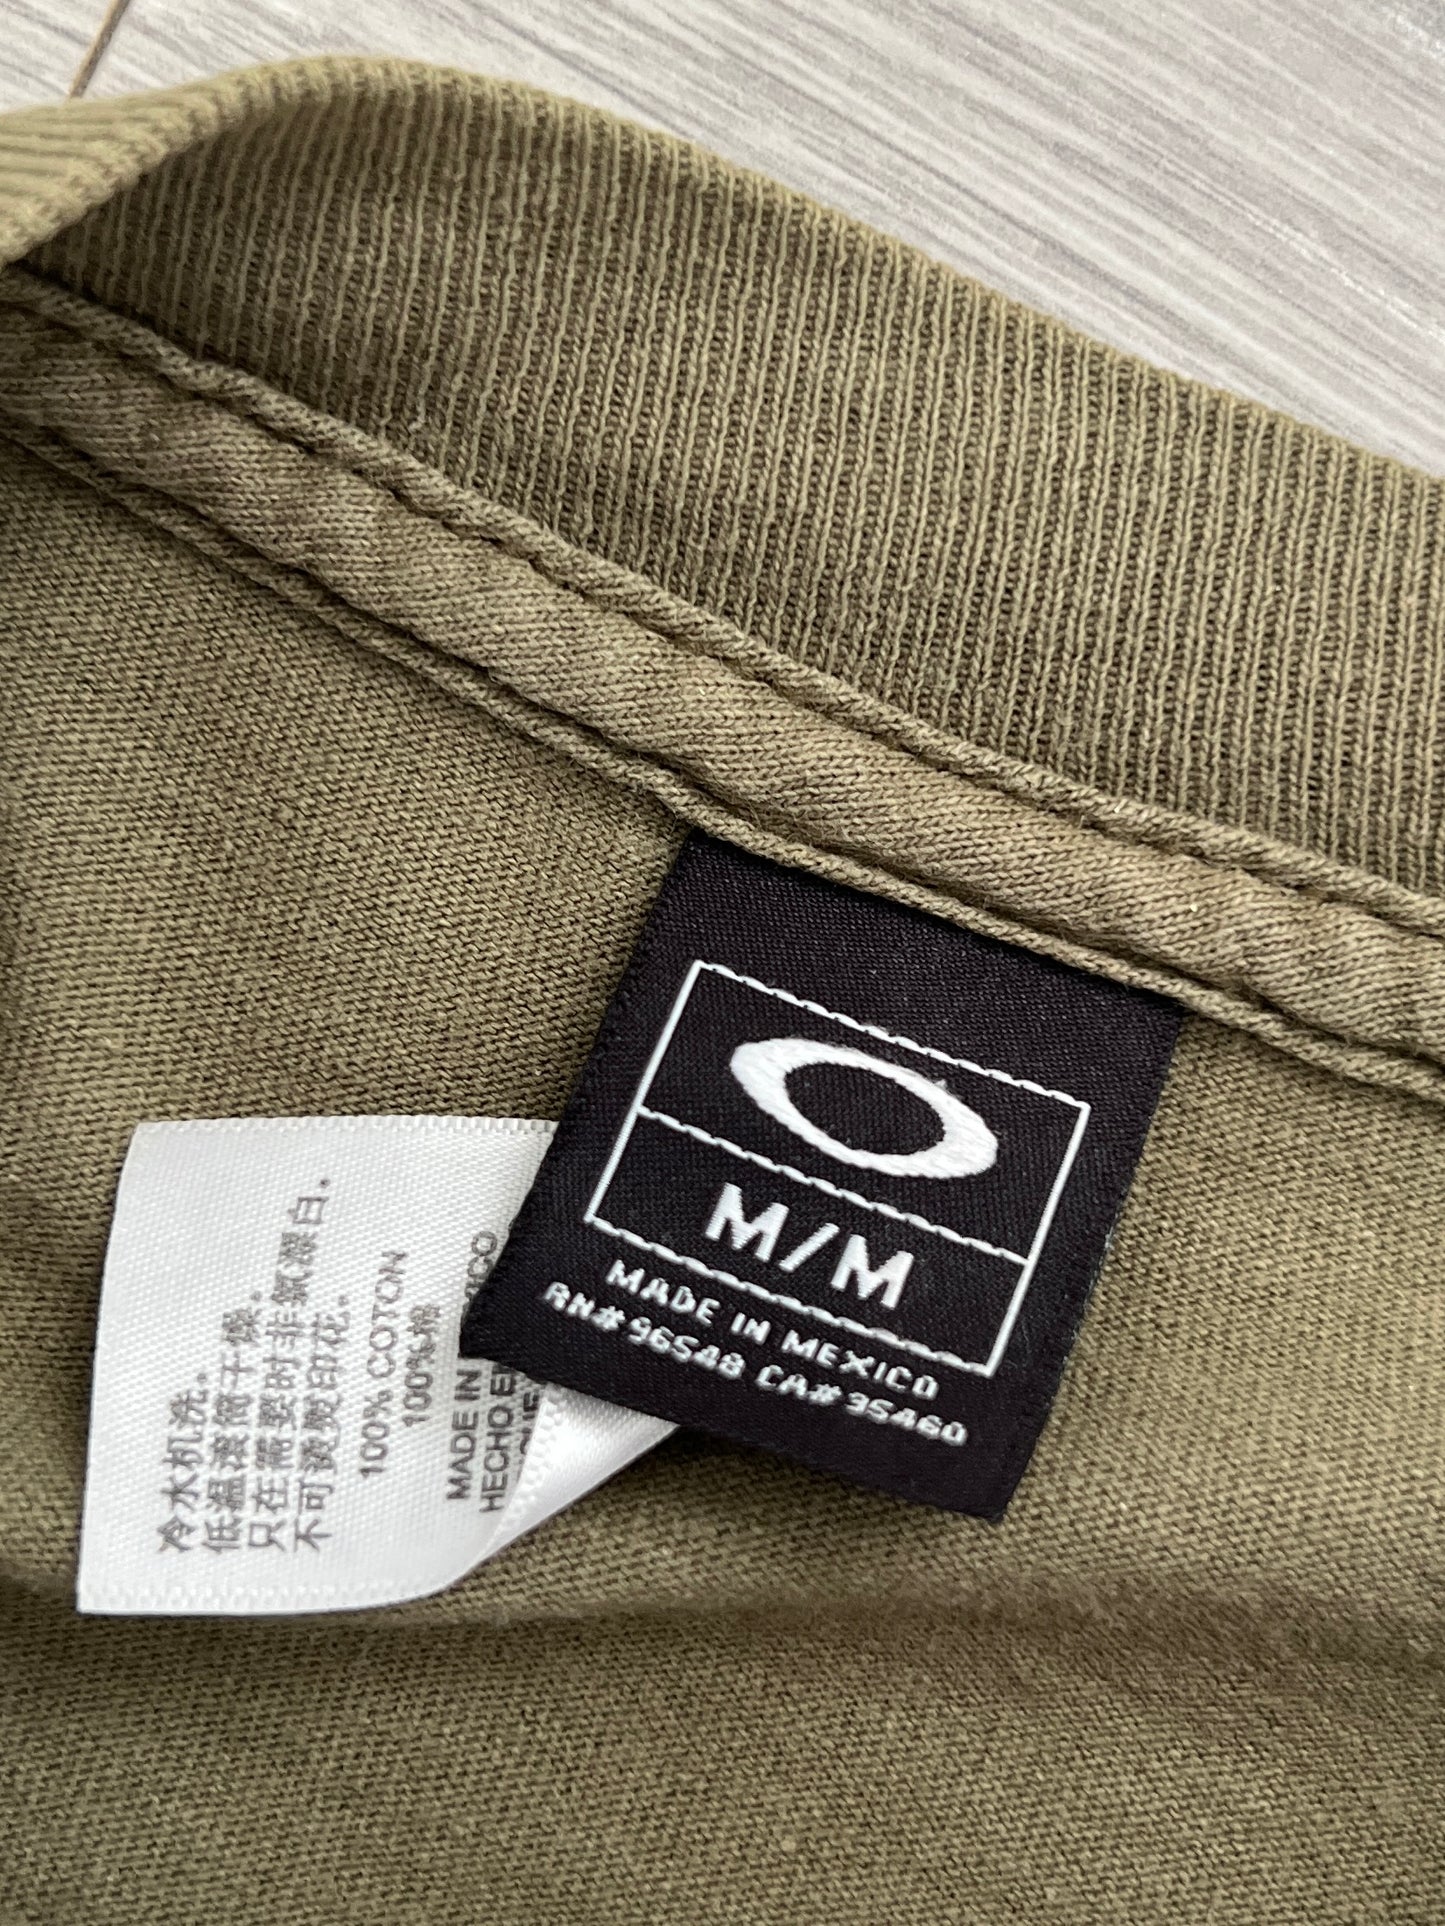 M/M
MADE IN MEXICO
RN# 96548 CA# 35460
冷水机洗.
低温滚筒干燥.
只在需要时非氯漂白.
不可烫熨印花.
100% COTTON
100%棉
MADE IN
HECHO E